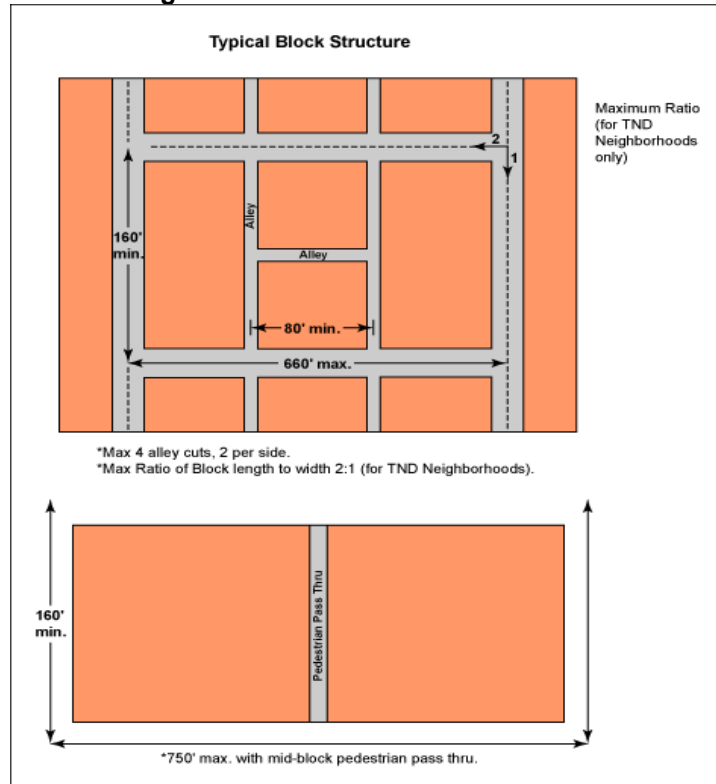 Typical Block Structure
Maximum Ratio
(for TND
Neighborhoods
only)
2
1
Alley
160'
min.
Alley
80' min.
660' max.
*Max 4 alley cuts, 2 per side.
*Max Ratio of Block length to width 2:1 (for TND Neighborhoods).
Pedestrian Pass Thru
160'
min.
*750' max. with mid-block pedestrian pass thru.